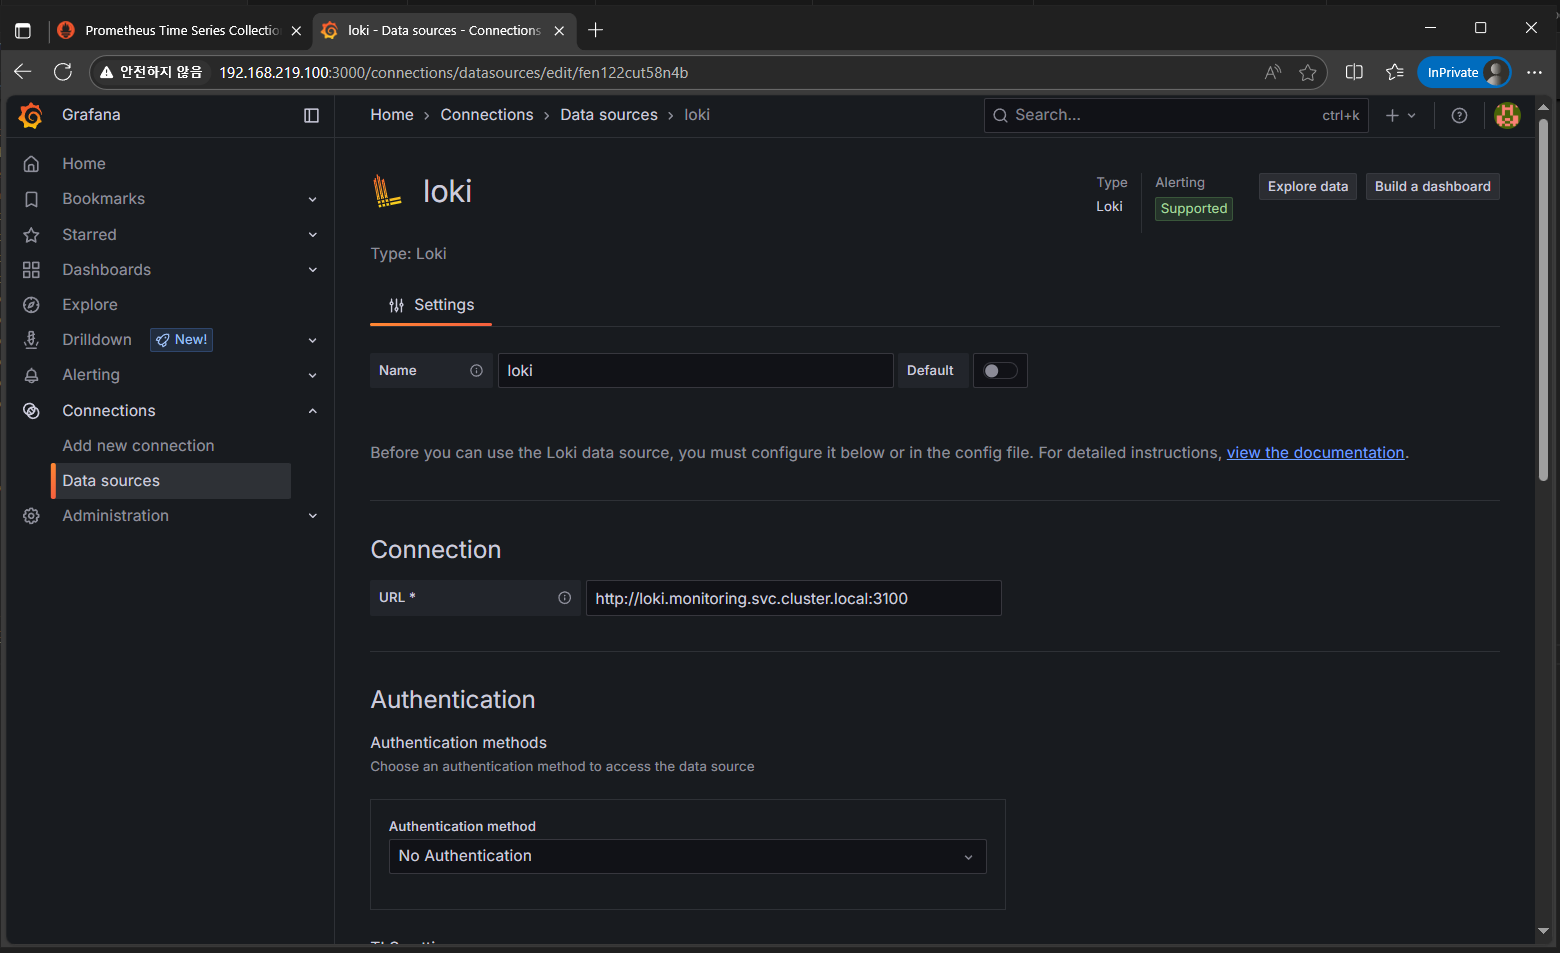 Prometheus Time Series Collectio
loki - Data sources - Connections
안전하지 않음
192.168.219.100:3000/connections/datasources/edit/fen122cut58n4b
InPrivate
Grafana
Home › Connections › Data sources › loki
Search...
ctrl+k
Home
Bookmarks
Starred
Dashboards
Explore
Drilldown
New!
Alerting
Connections
Add new connection
Data sources
Administration
loki
Type
Loki
Alerting
Supported
Explore data
Build a dashboard
Type: Loki
Settings
Name
loki
Default
Before you can use the Loki data source, you must configure it below or in the config file. For detailed instructions, view the documentation.
Connection
URL *
http://loki.monitoring.svc.cluster.local:3100
Authentication
Authentication methods
Choose an authentication method to access the data source
Authentication method
No Authentication